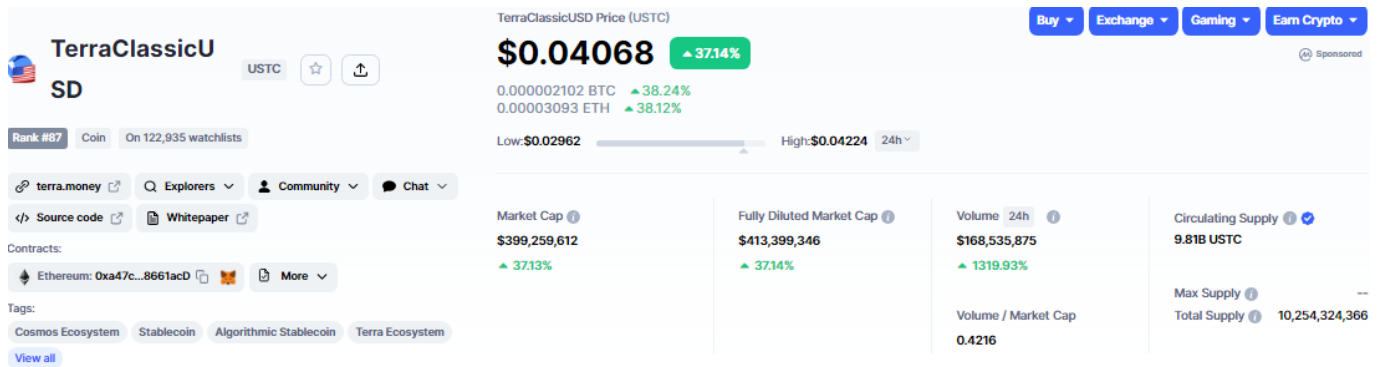 TerraClassicU
SD
USTC
Rank #87
Coin
On 122,935 watchlists
terra.money
Explorers
Community
Chat
Source code
Whitepaper
Contracts:
Ethereum: 0xa47c...8661acD
More
Tags:
Cosmos Ecosystem
Stablecoin
Algorithmic Stablecoin
Terra Ecosystem
View all
TerraClassicUSD Price (USTC)
$0.04068
37.14%
0.000002102 BTC 38.24%
0.00003093 ETH 38.12%
Low:$0.02962
High:$0.04224
24h
Buy
Exchange
Gaming
Earn Crypto
Sponsored
Market Cap
$399,259,612
37.13%
Fully Diluted Market Cap
$413,399,346
37.14%
Volume 24h
$168,535,875
1319.93%
Volume / Market Cap
0.4216
Circulating Supply
9.81B USTC
Max Supply --
Total Supply 10,254,324,366